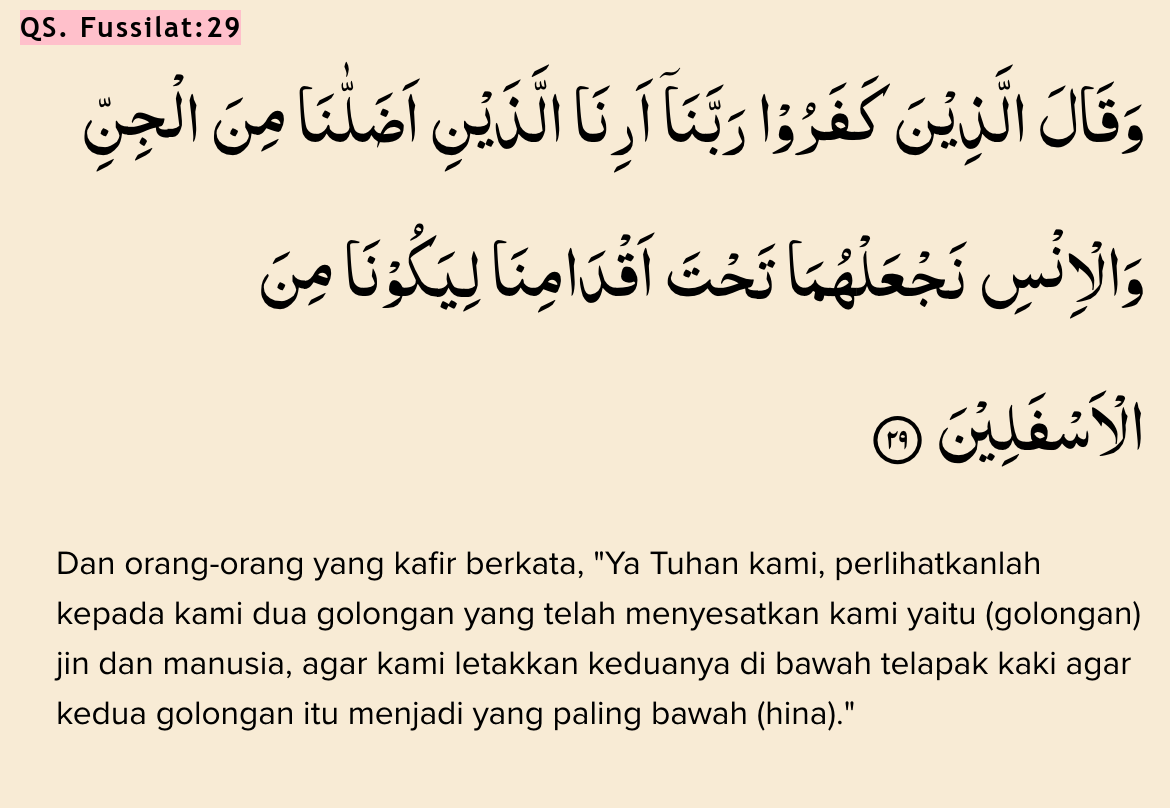 QS. Fussilat:29
وَقَالَ الَّذِيْنَ كَفَرُوْا رَبَّنَآ اَرِنَا الَّذَيْنِ اَضَلّٰنَا مِنَ الْجِنِّ
وَالْاِنْسِ نَجْعَلْهُمَا تَحْتَ اَقْدَامِنَا لِيَكُوْنَا مِنَ
الْاَسْفَلِيْنَ ٢٩
Dan orang-orang yang kafir berkata, "Ya Tuhan kami, perlihatkanlah
kepada kami dua golongan yang telah menyesatkan kami yaitu (golongan)
jin dan manusia, agar kami letakkan keduanya di bawah telapak kaki agar
kedua golongan itu menjadi yang paling bawah (hina)."